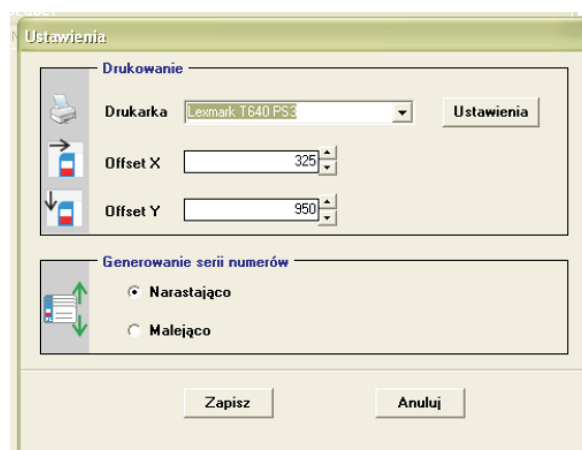 Ustawienia
Drukowanie
Drukarka Lexmark T640 PS3 Ustawienia
Offset X 325
Offset Y 950
Generowanie serii numerów
Narastająco
Malejąco
Zapisz Anuluj